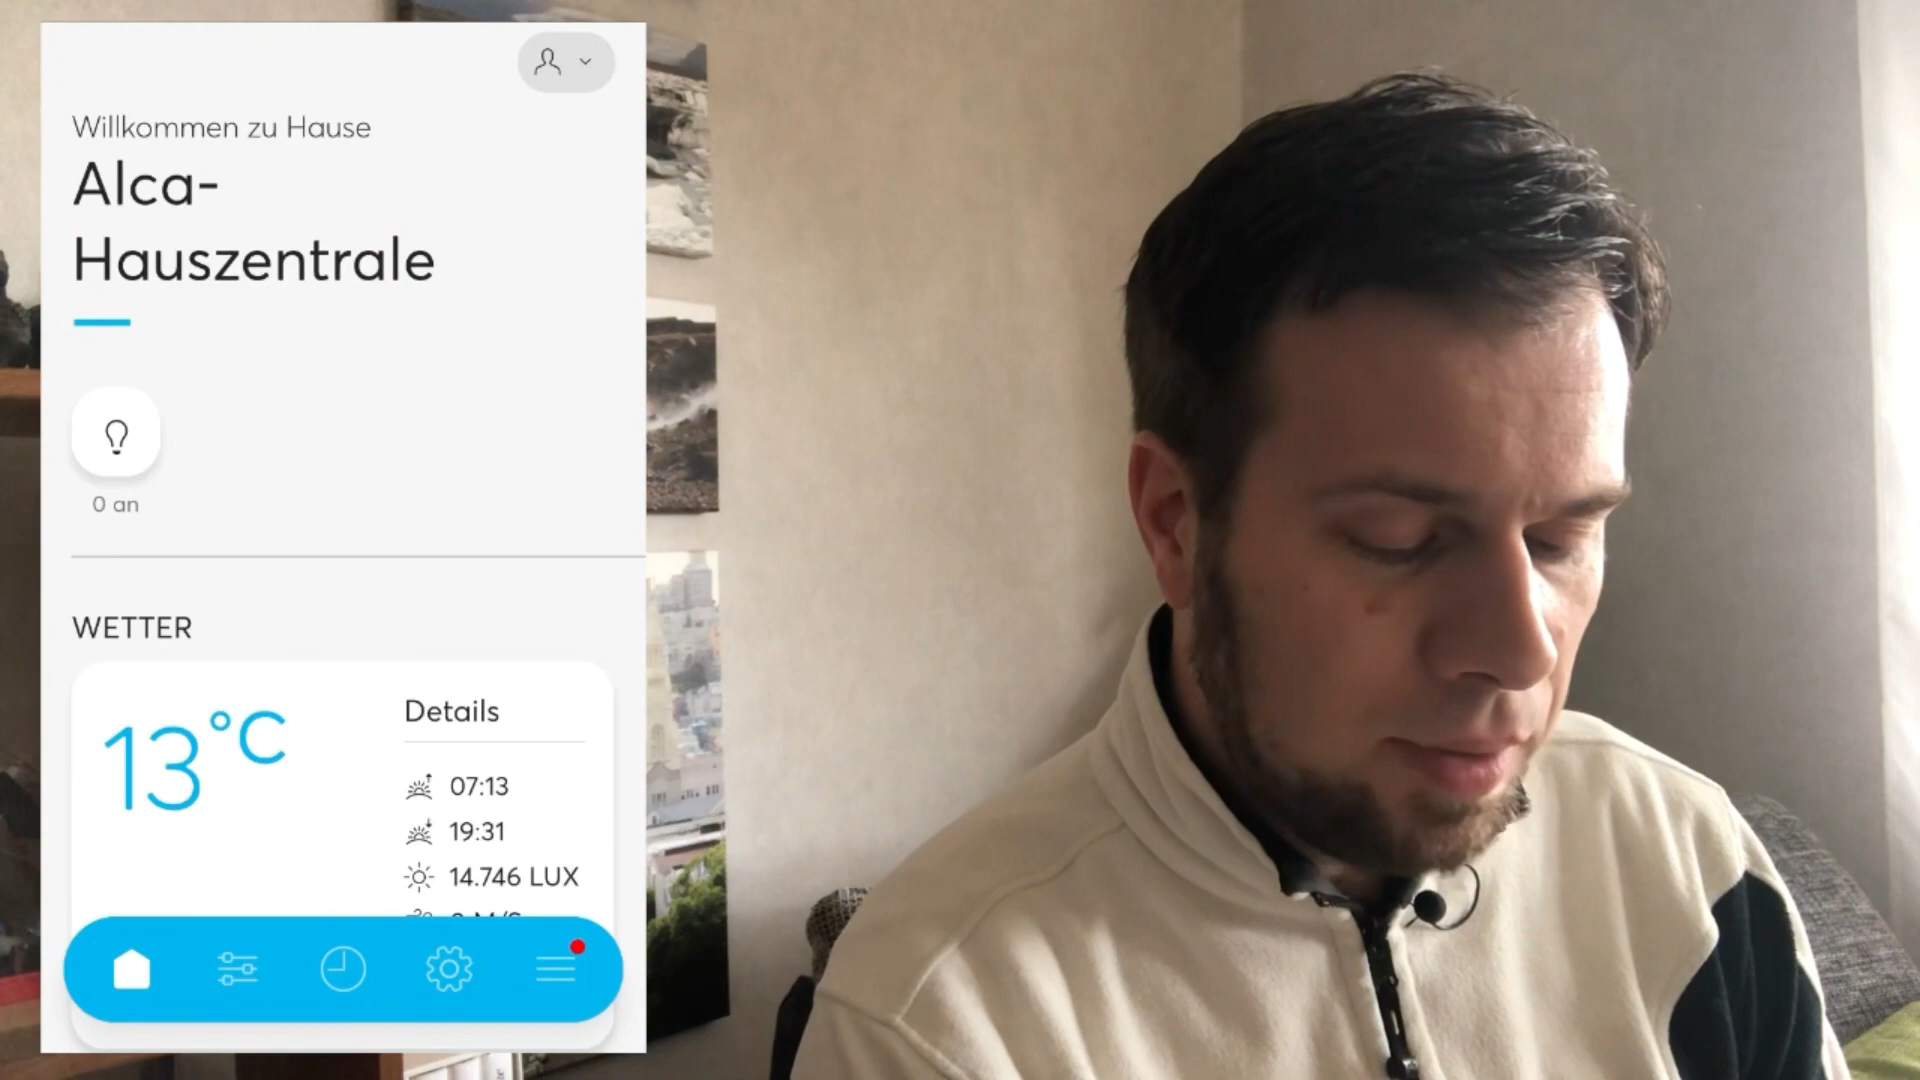 Willkommen zu Hause
Alca-
Hauszentrale
0 an
WETTER
13°C
Details
07:13
19:31
14.746 LUX